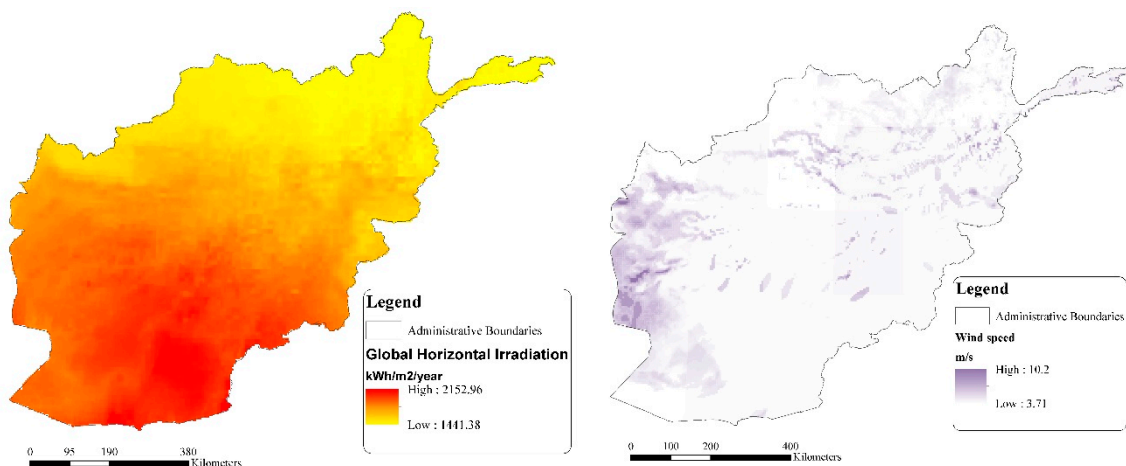 Legend
Administrative Boundaries
Global Horizontal Irradiation
kWh/m2/year
High : 2152.96
Low : 1441.38
0 95 190 380
Kilometers
Legend
Administrative Boundaries
Wind speed
m/s
High : 10.2
Low : 3.71
0 100 200 400
Kilometers